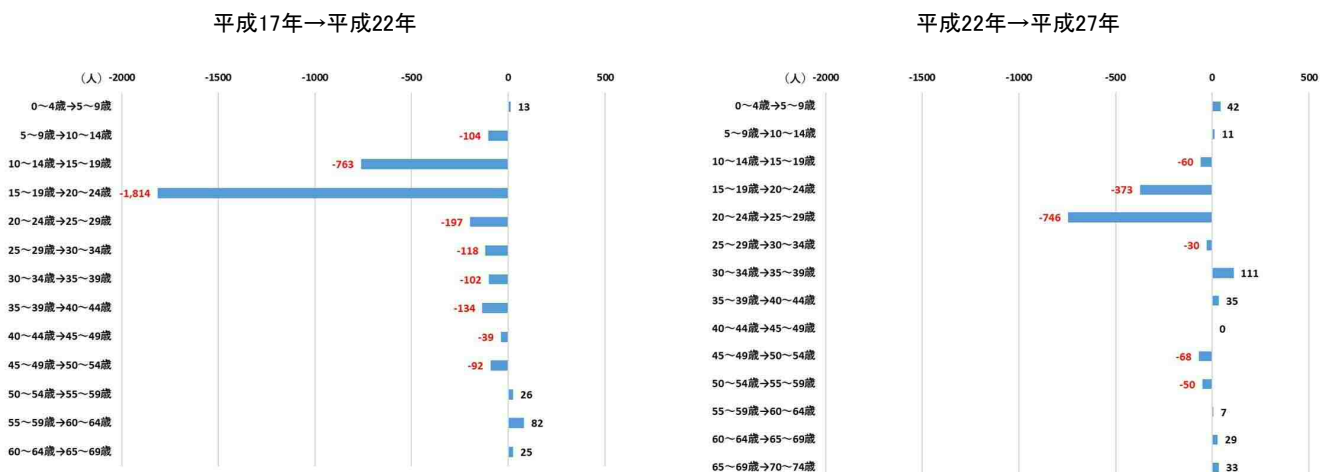 平成17年→平成22年
（人） -2000 -1500 -1000 -500 0 500
0～4歳→5～9歳 13
5～9歳→10～14歳 -104
10～14歳→15～19歳 -763
15～19歳→20～24歳 -1,814
20～24歳→25～29歳 -197
25～29歳→30～34歳 -118
30～34歳→35～39歳 -102
35～39歳→40～44歳 -134
40～44歳→45～49歳 -39
45～49歳→50～54歳 -92
50～54歳→55～59歳 26
55～59歳→60～64歳 82
60～64歳→65～69歳 25
平成22年→平成27年
（人） -2000 -1500 -1000 -500 0 500
0～4歳→5～9歳 42
5～9歳→10～14歳 11
10～14歳→15～19歳 -60
15～19歳→20～24歳 -373
20～24歳→25～29歳 -746
25～29歳→30～34歳 -30
30～34歳→35～39歳 111
35～39歳→40～44歳 35
40～44歳→45～49歳 0
45～49歳→50～54歳 -68
50～54歳→55～59歳 -50
55～59歳→60～64歳 7
60～64歳→65～69歳 29
65～69歳→70～74歳 33